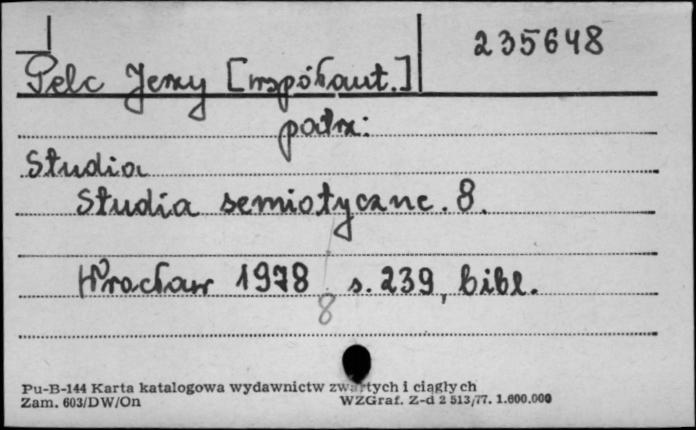 235648
Pelc Jerzy [współaut.]
patrz:
Studia
Studia semiotyczne. 8.
Wrocław 1978 s. 239, bibl.
8
Pu-B-144 Karta katalogowa wydawnictw zwartych i ciągłych
Zam. 603/DW/On WZGraf. Z-d 2 513/77. 1.600.000